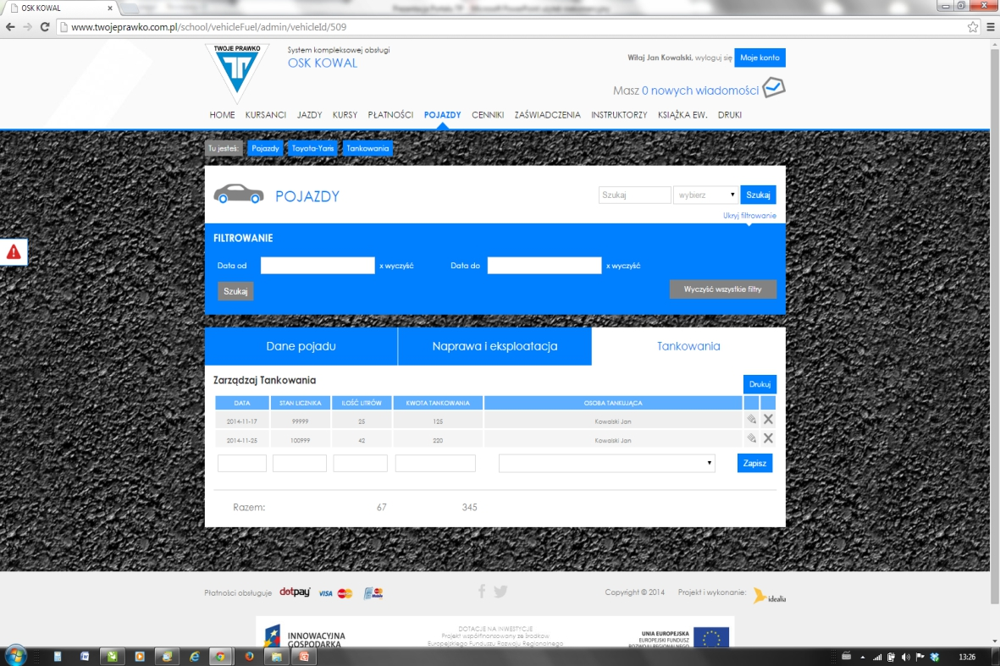 OSK KOWAL
www.twojeprawko.com.pl/school/vehicleFuel/admin/vehicleId/509
TWOJE PRAWKO
System kompleksowej obsługi
OSK KOWAL
Witaj Jan Kowalski, wyloguj się Moje konto
Masz 0 nowych wiadomości
HOME KURSANCI JAZDY KURSY PŁATNOŚCI POJAZDY CENNIKI ZAŚWIADCZENIA INSTRUKTORZY KSIĄŻKA EW. DRUKI
Tu jesteś: Pojazdy Toyota-Yaris Tankowania
POJAZDY
Szukaj wybierz Szukaj
Ukryj filtrowanie
FILTROWANIE
Data od x wyczyść Data do x wyczyść
Szukaj Wyczyść wszystkie filtry
Dane pojadu Naprawa i eksploatacja Tankowania
Zarządzaj Tankowania Drukuj
DATA STAN LICZNIKA ILOŚĆ LITRÓW KWOTA TANKOWANIA OSOBA TANKUJĄCA
2014-11-17 99999 25 125 Kowalski Jan
2014-11-25 100999 42 220 Kowalski Jan
Zapisz
Razem: 67 345
Płatności obsługuje dotpay VISA Copyright © 2014 Projekt i wykonanie: idealia
INNOWACYJNA
GOSPODARKA
DOTACJE NA INWESTYCJE
Projekt współfinansowany ze środków
Europejskiego Funduszu Rozwoju Regionalnego
UNIA EUROPEJSKA
EUROPEJSKI FUNDUSZ
ROZWOJU REGIONALNEGO
13:26